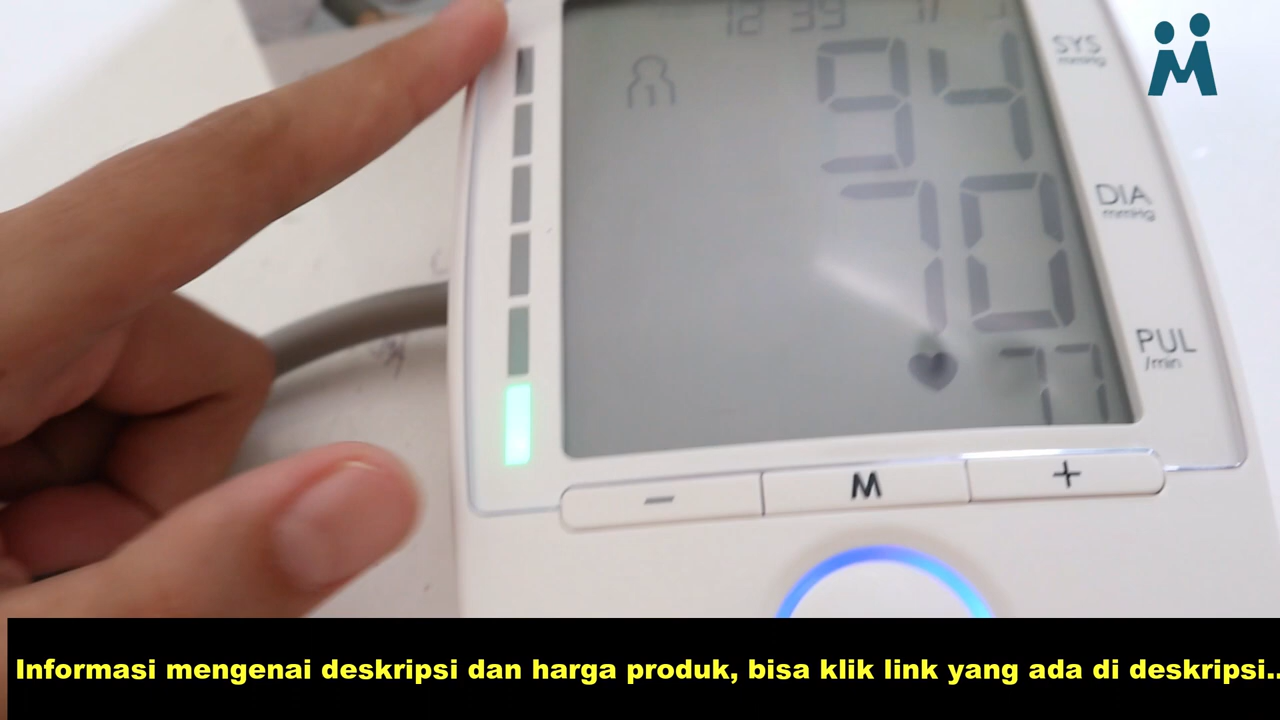 12:39
94
SYS
mmHg
1
70
DIA
mmHg
77
PUL
/min
− M +
Informasi mengenai deskripsi dan harga produk, bisa klik link yang ada di deskripsi..